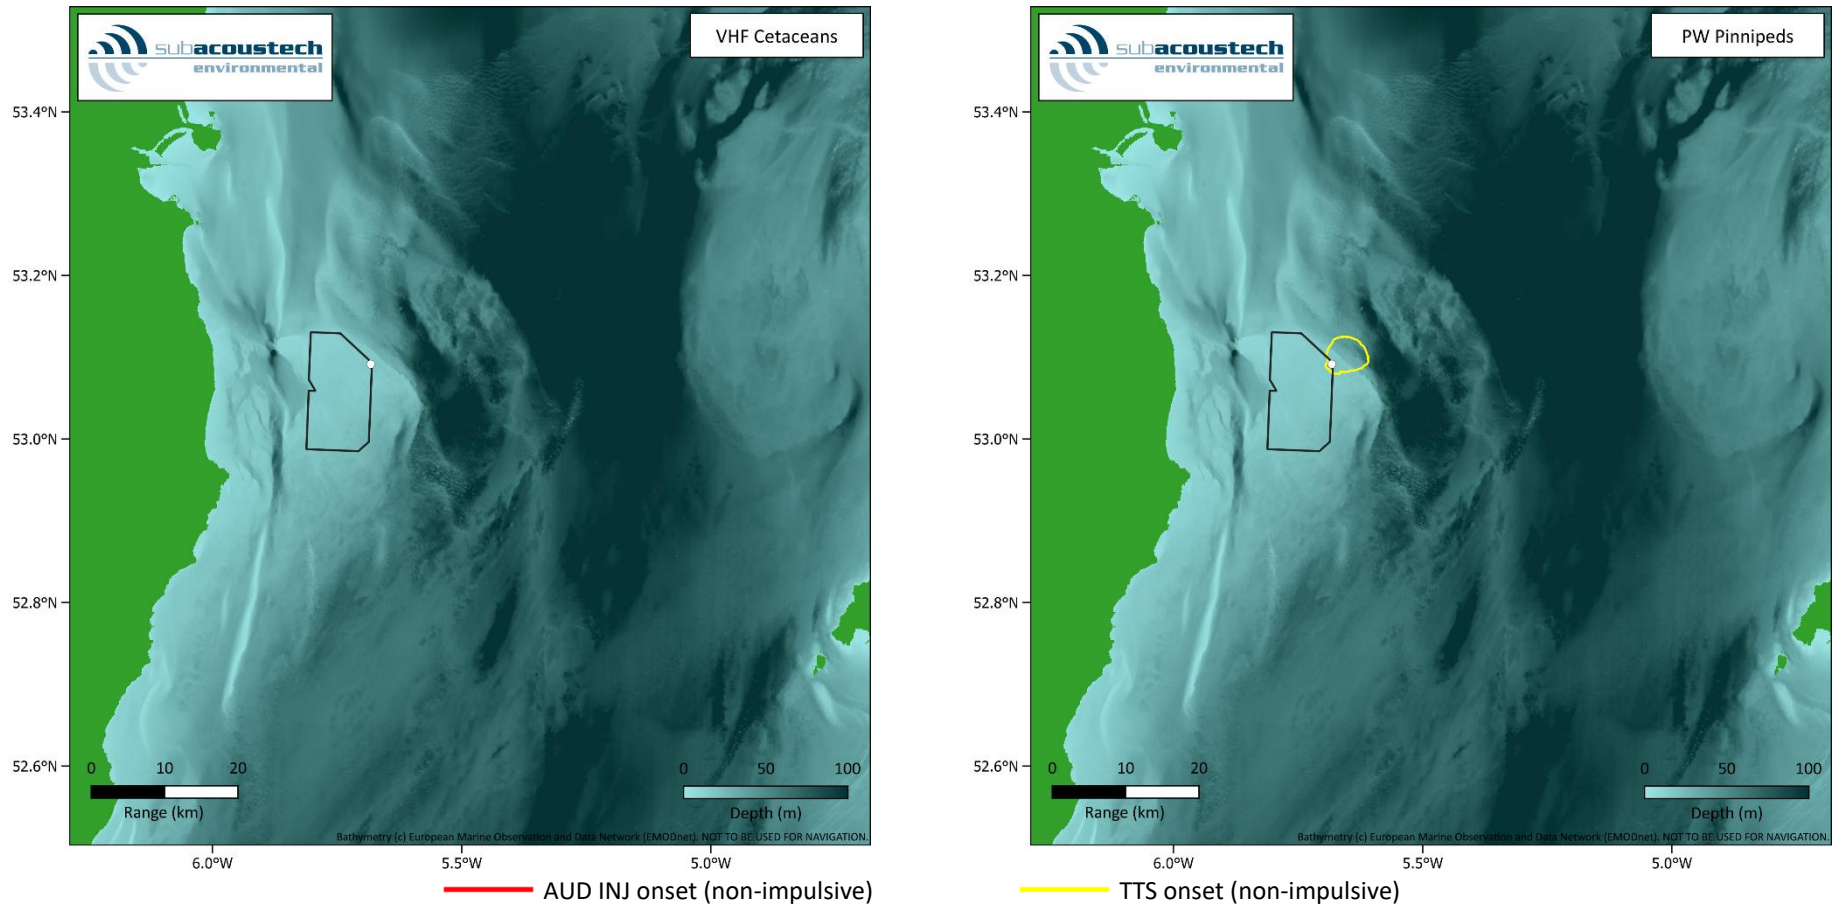 subacoustech
environmental
VHF Cetaceans
53.4°N
53.2°N
53.0°N
52.8°N
52.6°N
0 10 20
Range (km)
0 50 100
Depth (m)
Bathymetry (c) European Marine Observation and Data Network (EMODnet). NOT TO BE USED FOR NAVIGATION.
6.0°W 5.5°W 5.0°W
subacoustech
environmental
PW Pinnipeds
53.4°N
53.2°N
53.0°N
52.8°N
52.6°N
0 10 20
Range (km)
0 50 100
Depth (m)
Bathymetry (c) European Marine Observation and Data Network (EMODnet). NOT TO BE USED FOR NAVIGATION.
6.0°W 5.5°W 5.0°W
AUD INJ onset (non-impulsive) TTS onset (non-impulsive)